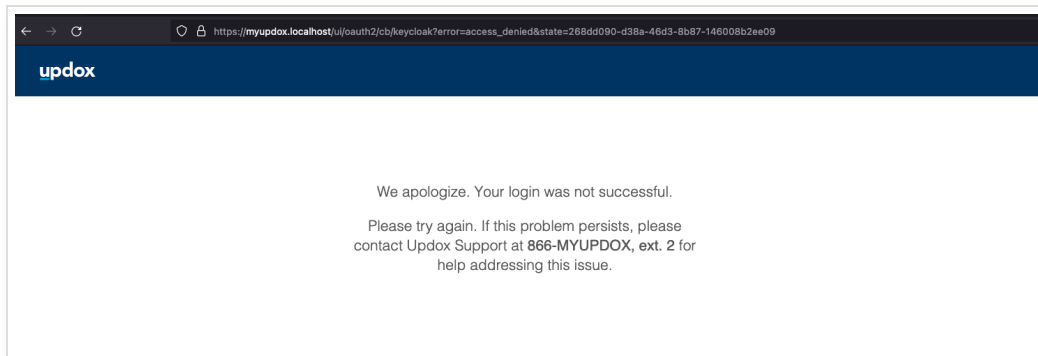 https://myupdox.localhost/ui/oauth2/cb/keycloak?error=access_denied&state=268dd090-d38a-46d3-8b87-146008b2ee09
updox
We apologize. Your login was not successful.
Please try again. If this problem persists, please
contact Updox Support at 866-MYUPDOX, ext. 2 for
help addressing this issue.